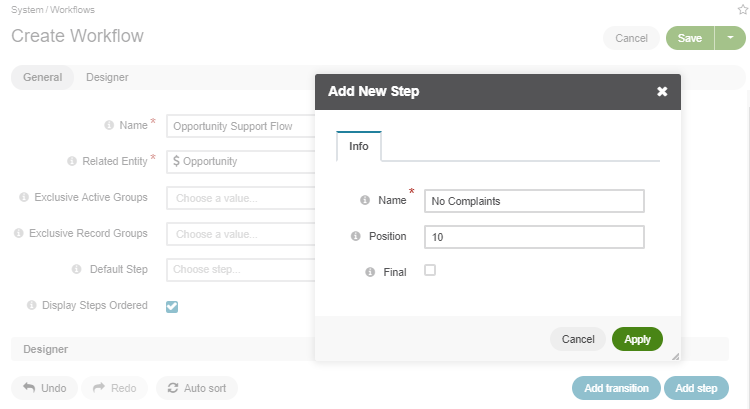 System / Workflows
Create Workflow
Cancel
Save
General
Designer
Add New Step
Info
Name *
Opportunity Support Flow
Related Entity *
$ Opportunity
Exclusive Active Groups
Choose a value...
Exclusive Record Groups
Choose a value...
Default Step
Choose step...
Display Steps Ordered
Name *
No Complaints
Position
10
Final
Cancel
Apply
Designer
Undo
Redo
Auto sort
Add transition
Add step